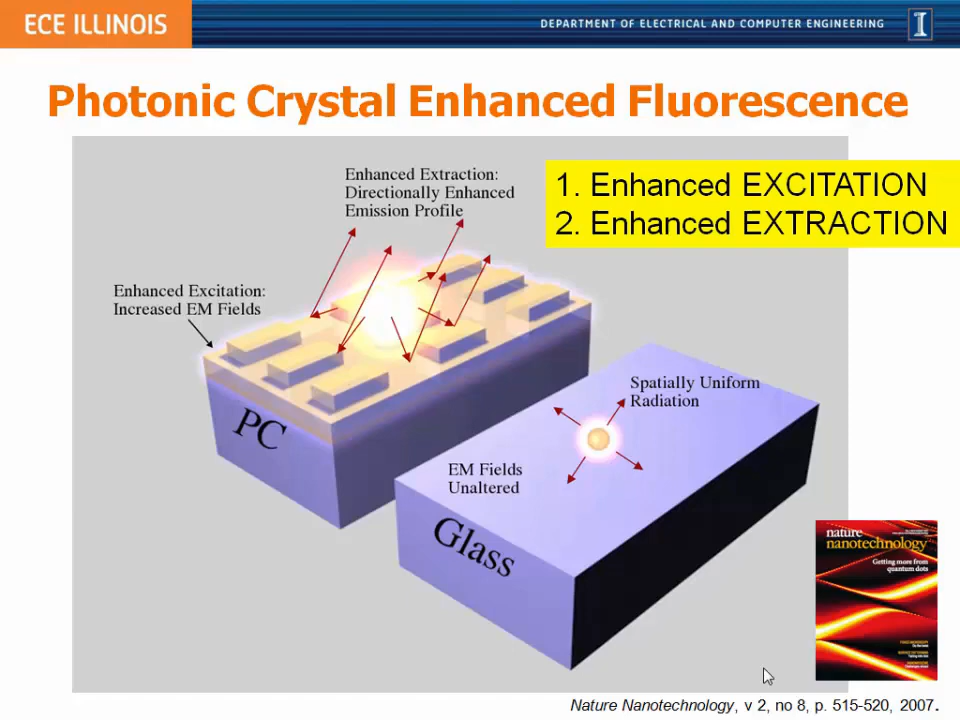 ECE ILLINOIS
DEPARTMENT OF ELECTRICAL AND COMPUTER ENGINEERING
I
Photonic Crystal Enhanced Fluorescence
Enhanced Extraction:
Directionally Enhanced
Emission Profile
1. Enhanced EXCITATION
2. Enhanced EXTRACTION
Enhanced Excitation:
Increased EM Fields
PC
Spatially Uniform
Radiation
EM Fields
Unaltered
Glass
nature
nanotechnology
Getting more from
quantum dots
Nature Nanotechnology, v 2, no 8, p. 515-520, 2007.